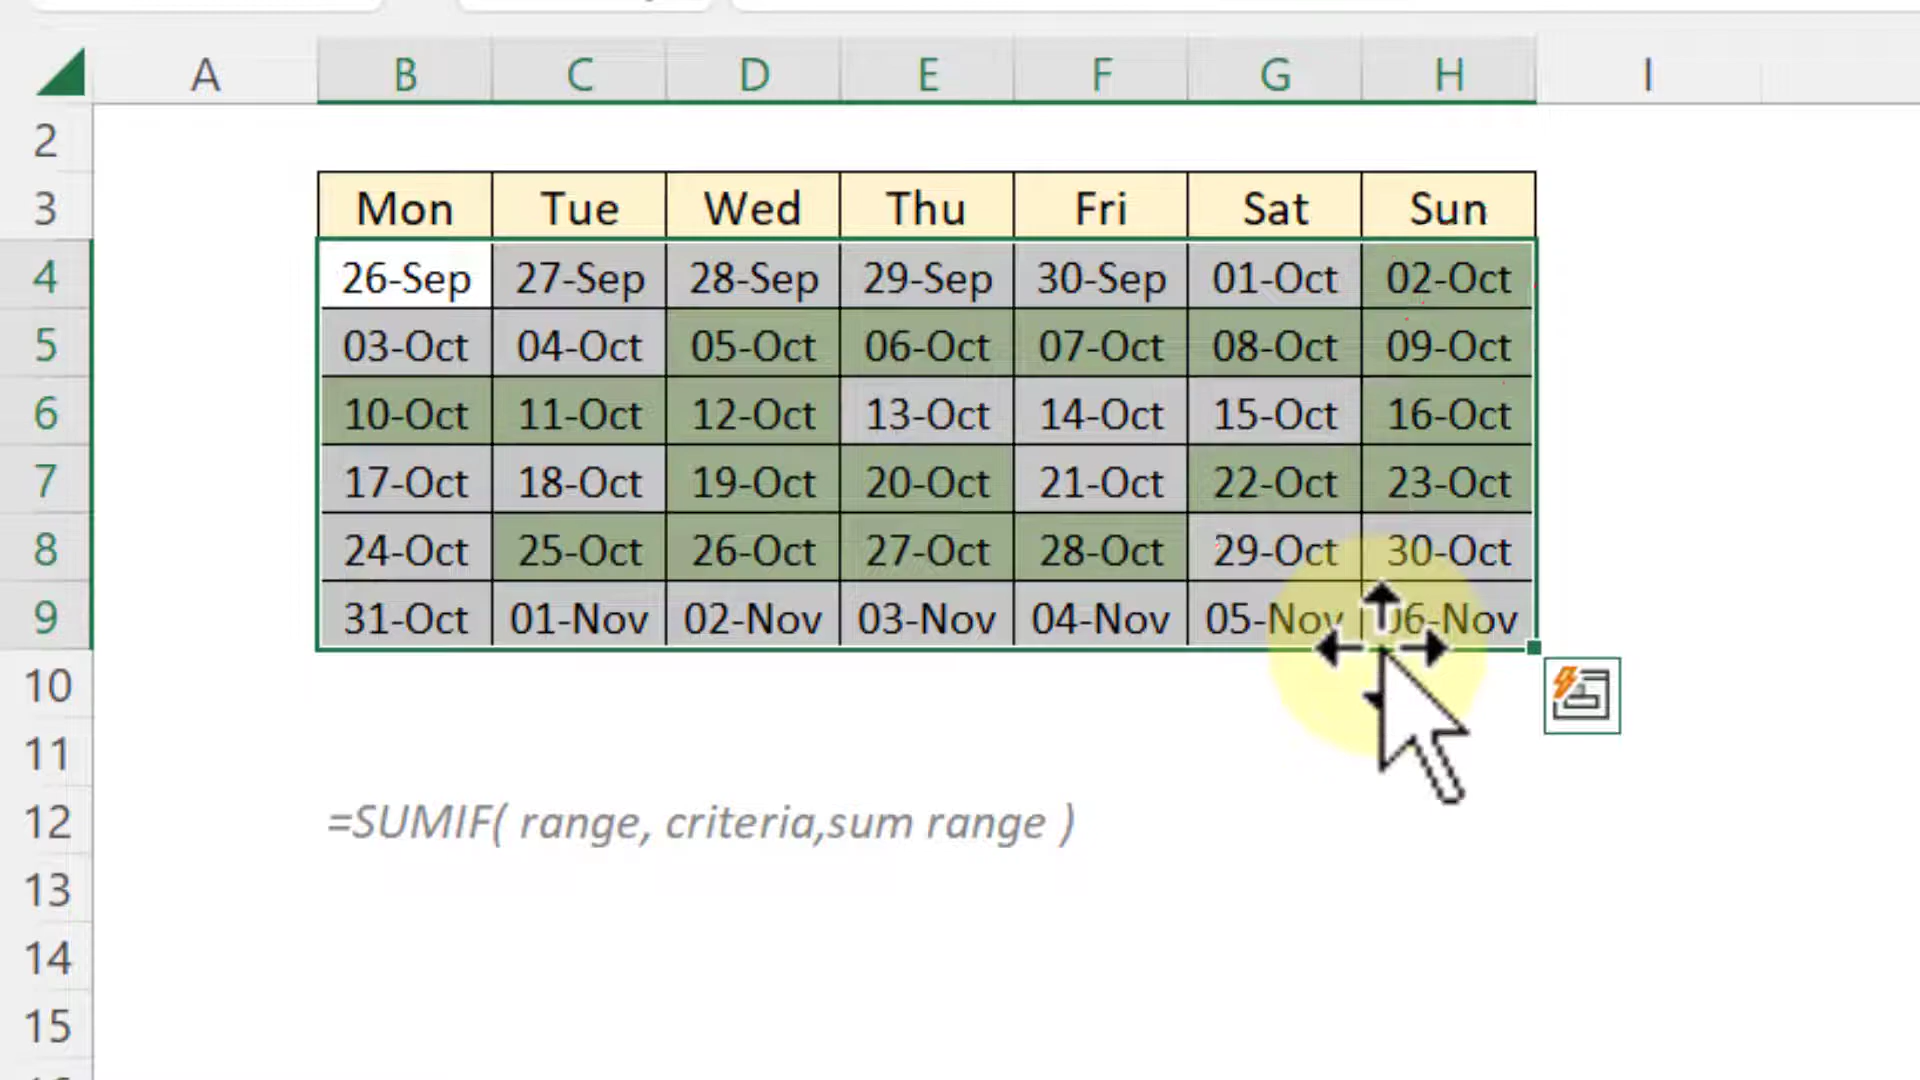 A B C D E F G H I
2
3 Mon Tue Wed Thu Fri Sat Sun
4 26-Sep 27-Sep 28-Sep 29-Sep 30-Sep 01-Oct 02-Oct
5 03-Oct 04-Oct 05-Oct 06-Oct 07-Oct 08-Oct 09-Oct
6 10-Oct 11-Oct 12-Oct 13-Oct 14-Oct 15-Oct 16-Oct
7 17-Oct 18-Oct 19-Oct 20-Oct 21-Oct 22-Oct 23-Oct
8 24-Oct 25-Oct 26-Oct 27-Oct 28-Oct 29-Oct 30-Oct
9 31-Oct 01-Nov 02-Nov 03-Nov 04-Nov 05-Nov 06-Nov
10
11
12 =SUMIF( range, criteria,sum range )
13
14
15